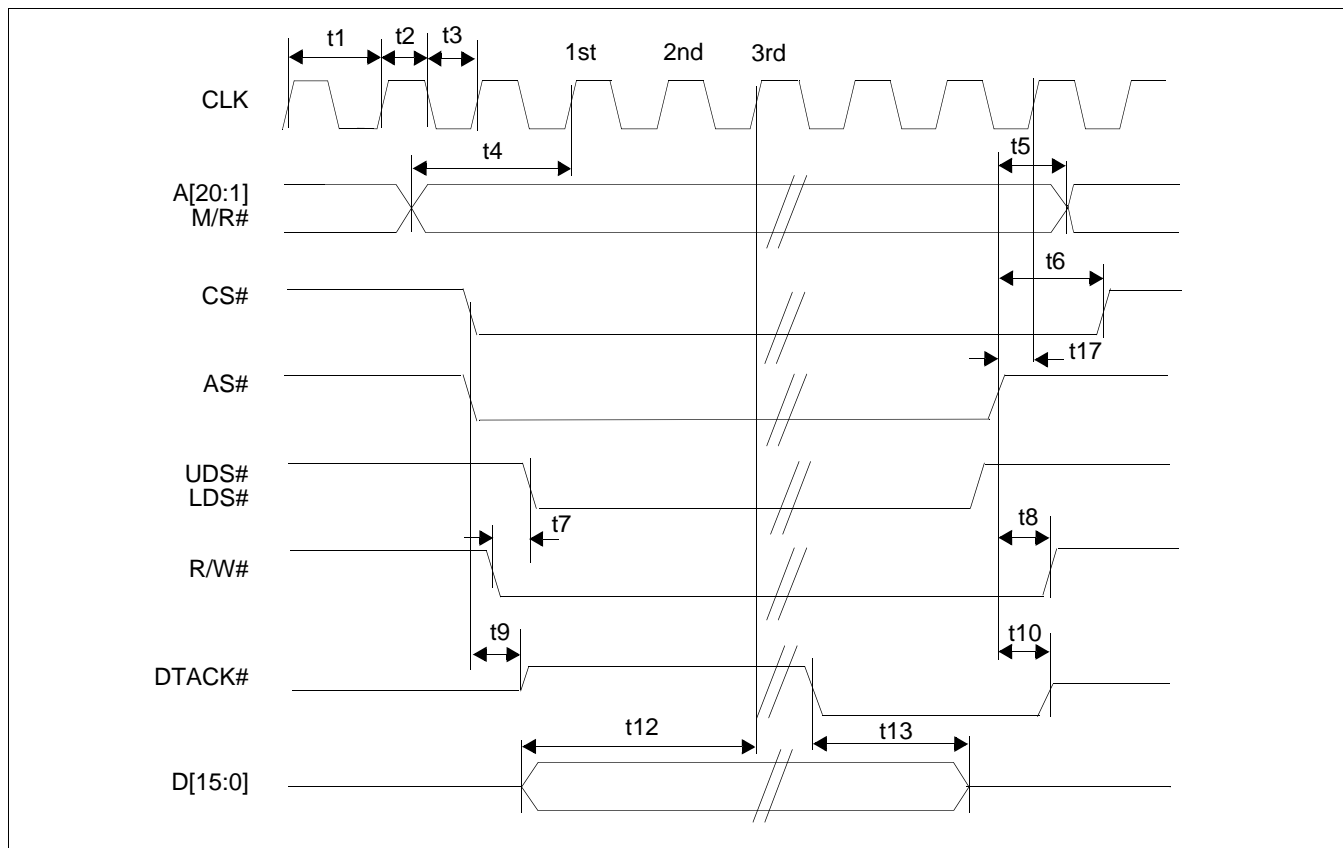 t1 t2 t3 1st 2nd 3rd
CLK
t4 t5
A[20:1]
M/R#
t6
CS#
t17
AS#
UDS#
LDS#
t7 t8
R/W#
t9 t10
DTACK#
t12 t13
D[15:0]